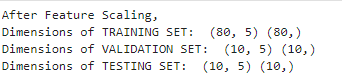 After Feature Scaling,
Dimensions of TRAINING SET:  (80, 5) (80,)
Dimensions of VALIDATION SET:  (10, 5) (10,)
Dimensions of TESTING SET:  (10, 5) (10,)